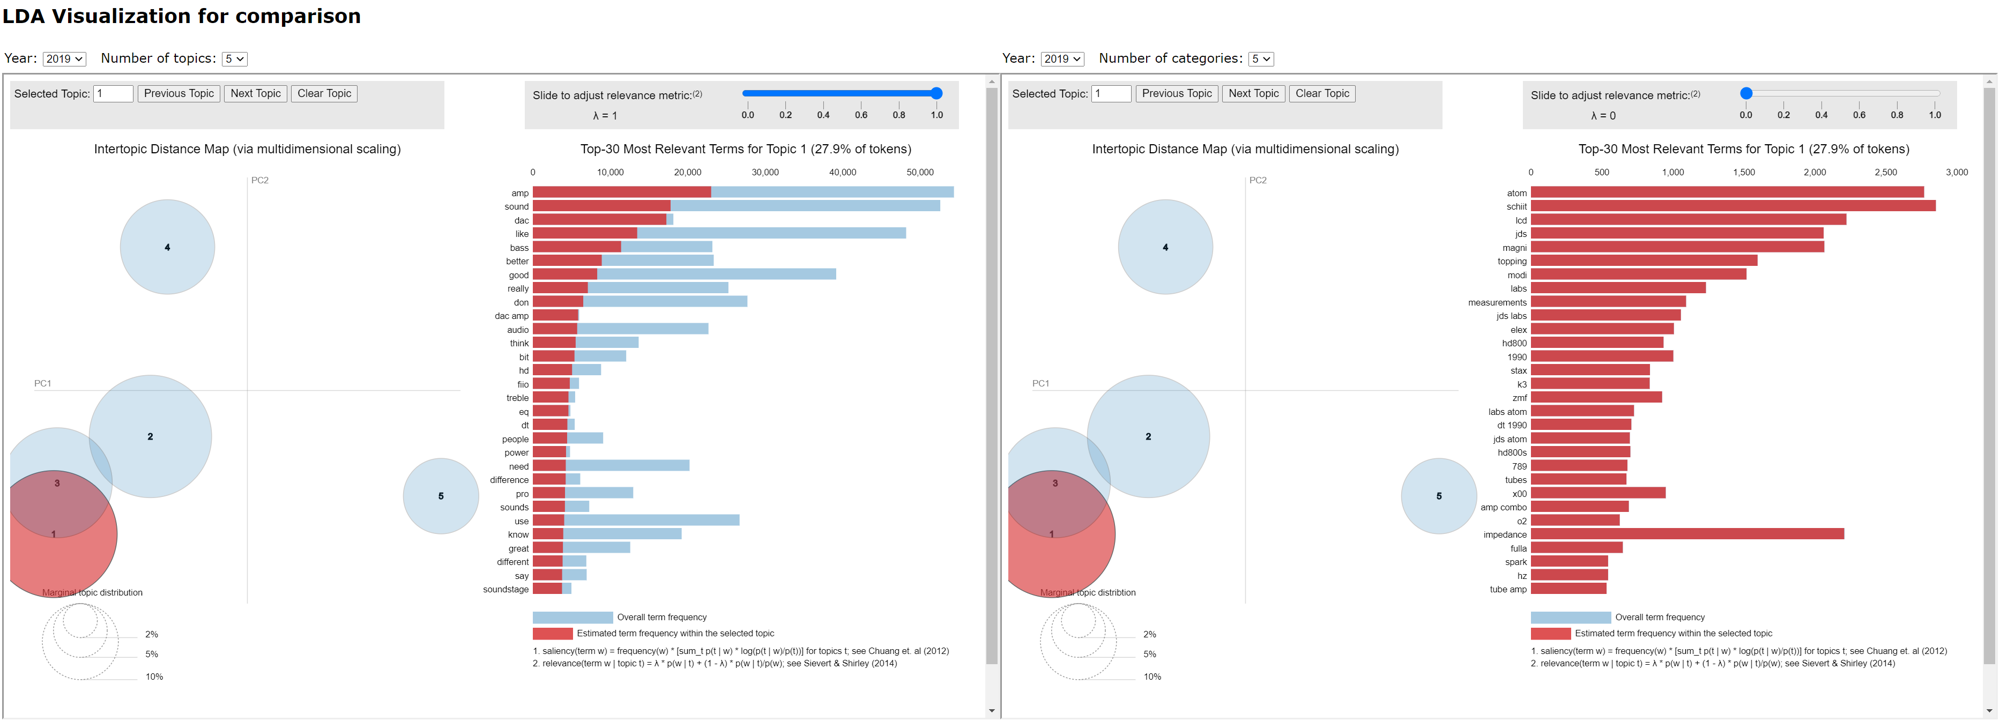 LDA Visualization for comparison
Year: 2019 Number of topics: 5
Selected Topic: 1 Previous Topic Next Topic Clear Topic
Slide to adjust relevance metric:(2)
λ = 1
0.0 0.2 0.4 0.6 0.8 1.0
Intertopic Distance Map (via multidimensional scaling)
PC2
PC1
4
2
3
1
5
Marginal topic distribution
2%
5%
10%
Top-30 Most Relevant Terms for Topic 1 (27.9% of tokens)
0 10,000 20,000 30,000 40,000 50,000
amp
sound
dac
like
bass
better
good
really
don
dac amp
audio
think
bit
hd
fiio
treble
eq
dt
people
power
need
difference
pro
sounds
use
know
great
different
say
soundstage
Overall term frequency
Estimated term frequency within the selected topic
1. saliency(term w) = frequency(w) * [sum_t p(t | w) * log(p(t | w)/p(t))] for topics t; see Chuang et. al (2012)
2. relevance(term w | topic t) = λ * p(w | t) + (1 - λ) * p(w | t)/p(w); see Sievert & Shirley (2014)
Year: 2019 Number of categories: 5
Selected Topic: 1 Previous Topic Next Topic Clear Topic
Slide to adjust relevance metric:(2)
λ = 0
0.0 0.2 0.4 0.6 0.8 1.0
Intertopic Distance Map (via multidimensional scaling)
PC2
PC1
4
2
3
1
5
Marginal topic distribtion
2%
5%
10%
Top-30 Most Relevant Terms for Topic 1 (27.9% of tokens)
0 500 1,000 1,500 2,000 2,500 3,000
atom
schiit
lcd
jds
magni
topping
modi
labs
measurements
jds labs
elex
hd800
1990
stax
k3
zmf
labs atom
dt 1990
jds atom
hd800s
789
tubes
x00
amp combo
o2
impedance
fulla
spark
hz
tube amp
Overall term frequency
Estimated term frequency within the selected topic
1. saliency(term w) = frequency(w) * [sum_t p(t | w) * log(p(t | w)/p(t))] for topics t; see Chuang et. al (2012)
2. relevance(term w | topic t) = λ * p(w | t) + (1 - λ) * p(w | t)/p(w); see Sievert & Shirley (2014)